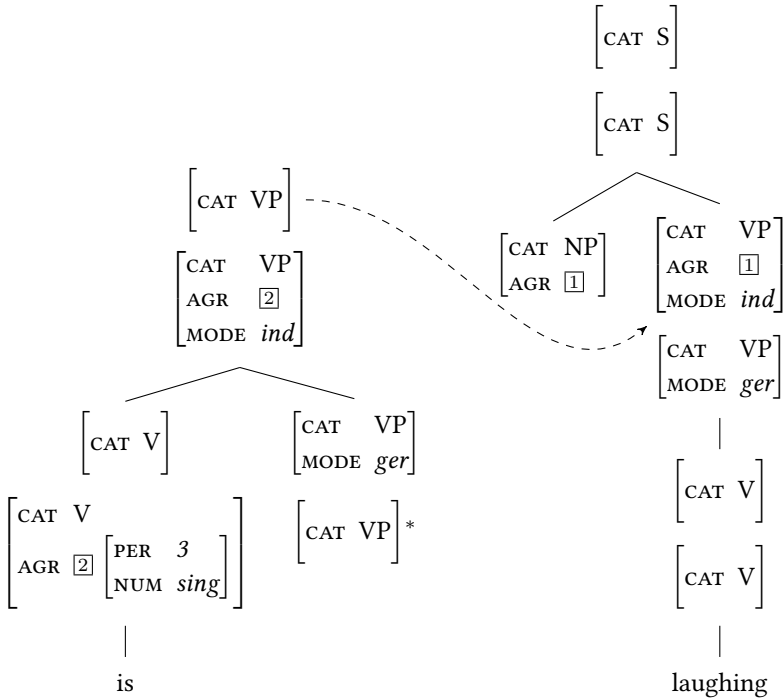 CAT S
CAT S
CAT VP
CAT VP
AGR 2
MODE ind
CAT NP
AGR 1
CAT VP
AGR 1
MODE ind
CAT VP
MODE ger
CAT V
CAT VP
MODE ger
CAT V
AGR 2 PER 3
NUM sing
CAT VP *
CAT V
CAT V
is
laughing